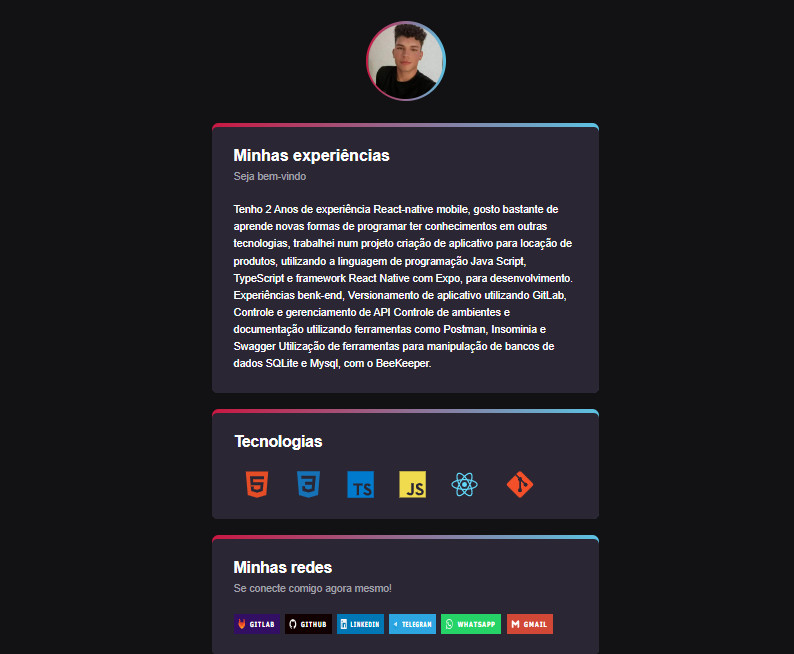 Minhas experiências
Seja bem-vindo
Tenho 2 Anos de experiência React-native mobile, gosto bastante de
aprende novas formas de programar ter conhecimentos em outras
tecnologias, trabalhei num projeto criação de aplicativo para locação de
produtos, utilizando a linguagem de programação Java Script,
TypeScript e framework React Native com Expo, para desenvolvimento.
Experiências benk-end, Versionamento de aplicativo utilizando GitLab,
Controle e gerenciamento de API Controle de ambientes e
documentação utilizando ferramentas como Postman, Insominia e
Swagger Utilização de ferramentas para manipulação de bancos de
dados SQLite e Mysql, com o BeeKeeper.
Tecnologias
5 3 TS JS
Minhas redes
Se conecte comigo agora mesmo!
GITLAB GITHUB LINKEDIN TELEGRAM WHATSAPP GMAIL